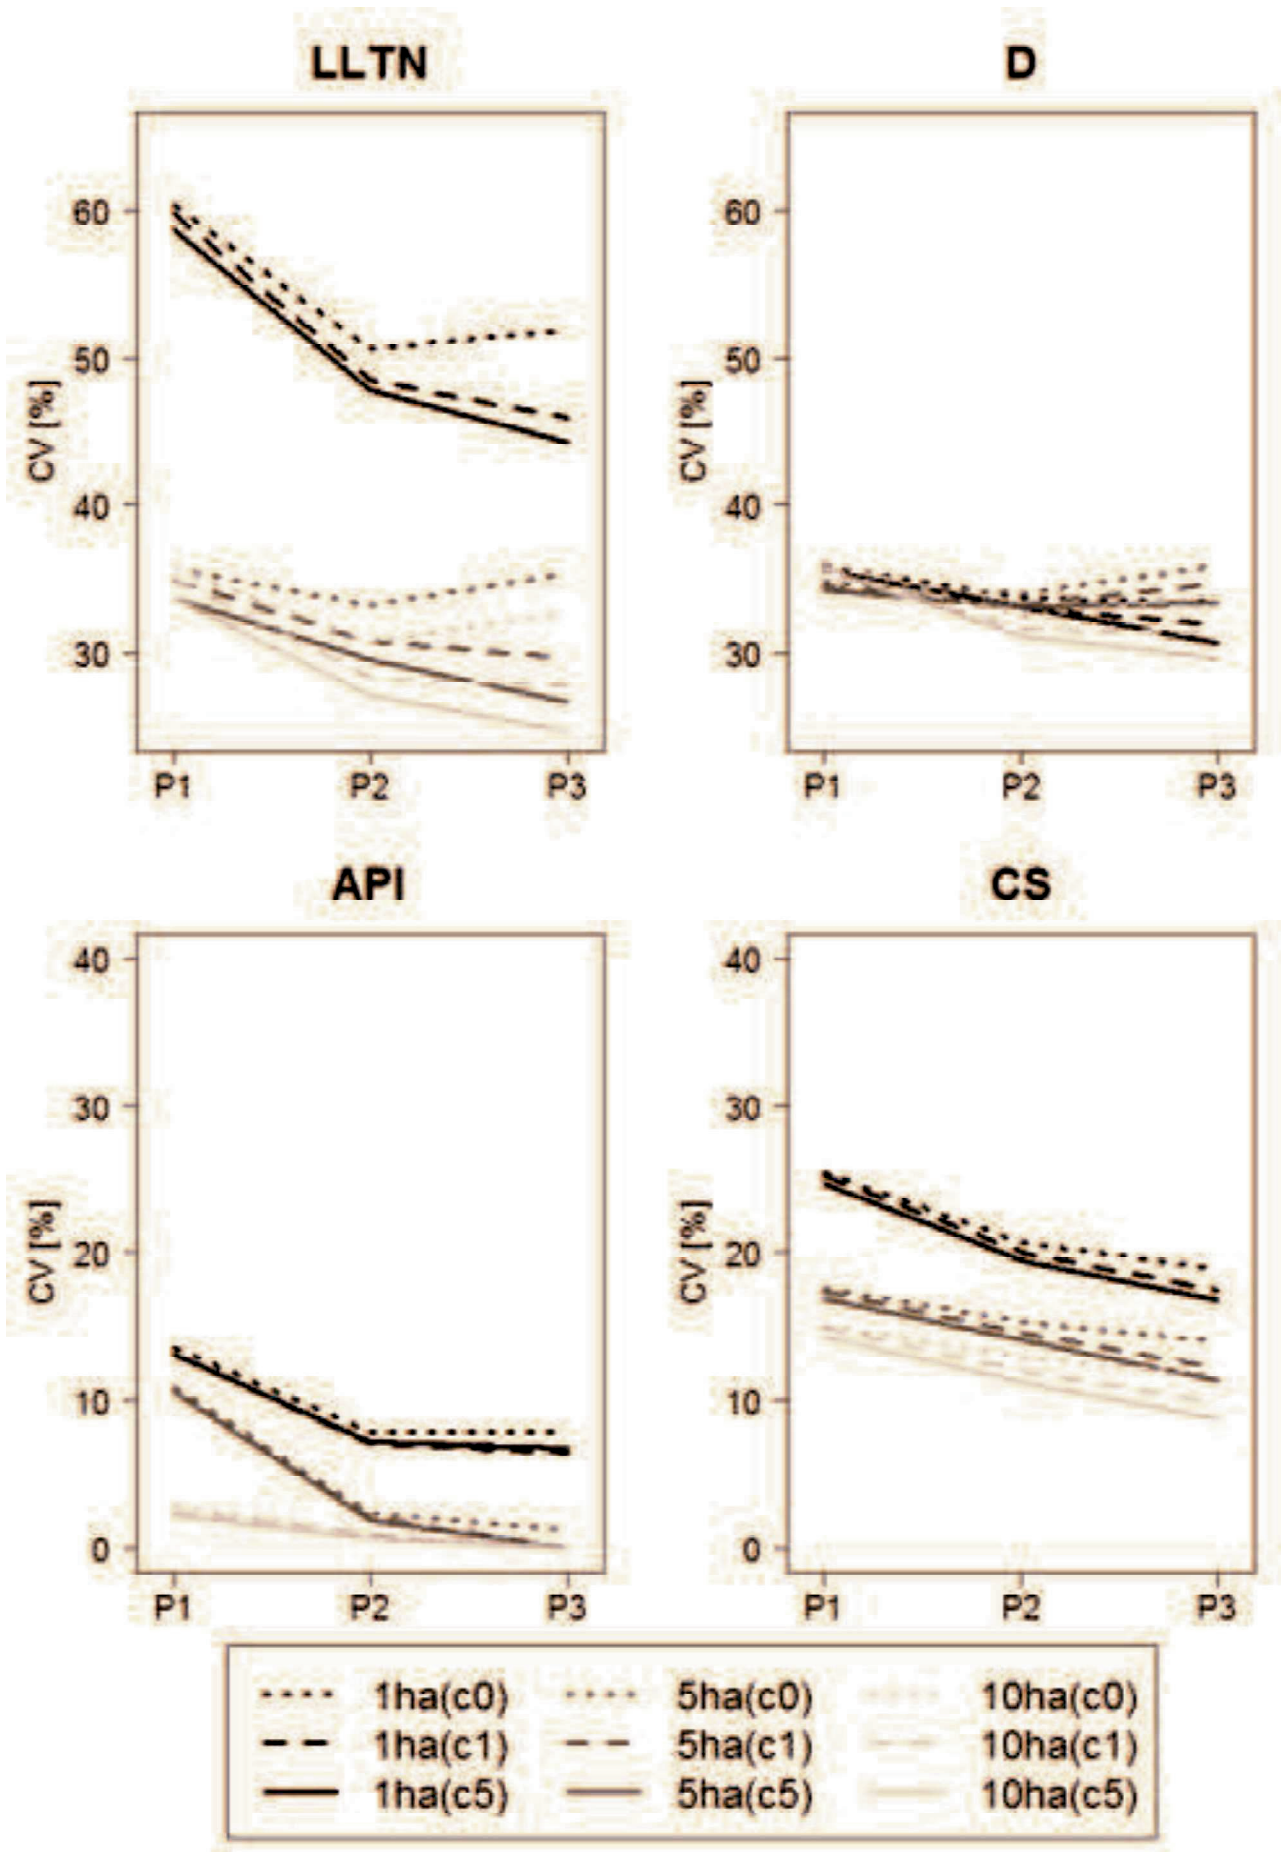 LLTN
D
60
50
40
30
CV [%]
P1 P2 P3
60
50
40
30
CV [%]
P1 P2 P3
API
CS
40
30
20
10
0
CV [%]
P1 P2 P3
40
30
20
10
0
CV [%]
P1 P2 P3
1ha(c0) 5ha(c0) 10ha(c0)
1ha(c1) 5ha(c1) 10ha(c1)
1ha(c5) 5ha(c5) 10ha(c5)